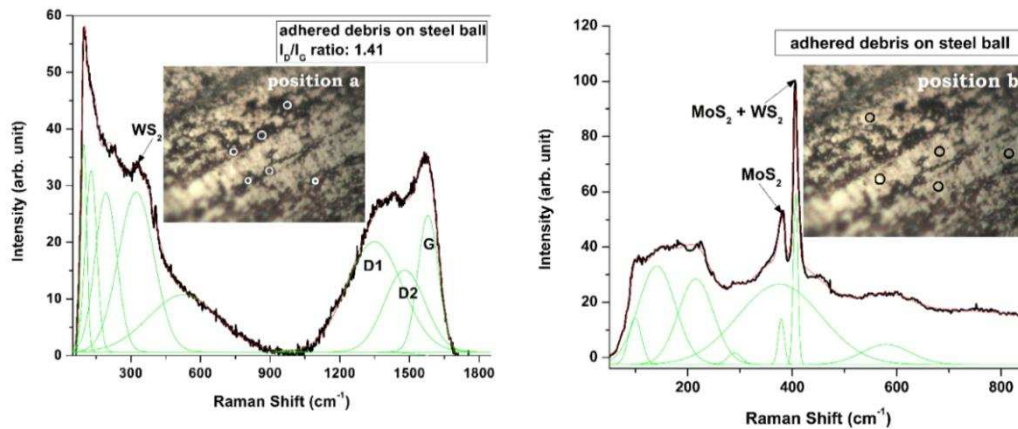 60
50
40
30
20
10
0
Intensity (arb. unit)
adhered debris on steel ball
I_D/I_G ratio: 1.41
position a
WS₂
D1
D2
G
300
600
900
1200
1500
1800
Raman Shift (cm⁻¹)
120
100
80
60
40
20
0
Intensity (arb. unit)
adhered debris on steel ball
position b
MoS₂ + WS₂
MoS₂
200
400
600
800
Raman Shift (cm⁻¹)